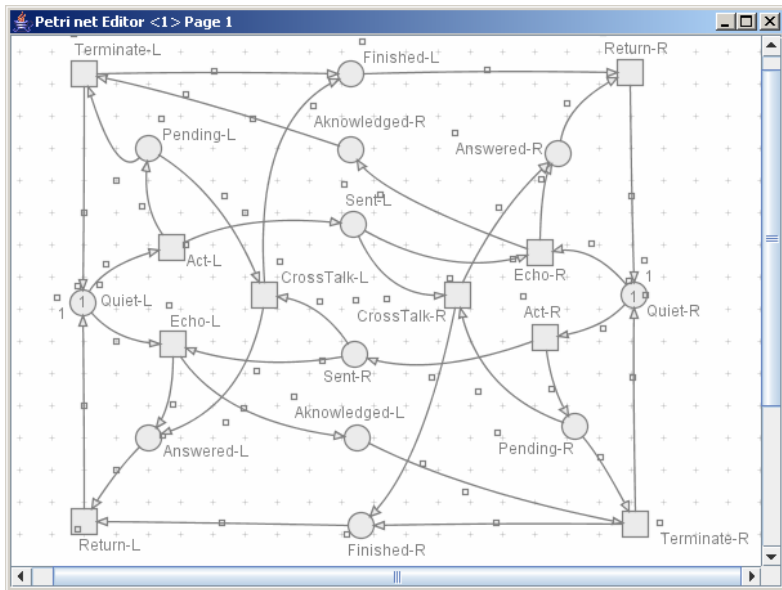 Petri net Editor <1> Page 1
Terminate-L
Finished-L
Return-R
Pending-L
Aknowledged-R
Answered-R
Sent-L
Act-L
Echo-R
CrossTalk-L
CrossTalk-R
1
1
Quiet-L
1
1
Quiet-R
Echo-L
Act-R
Sent-R
Aknowledged-L
Answered-L
Pending-R
Return-L
Finished-R
Terminate-R